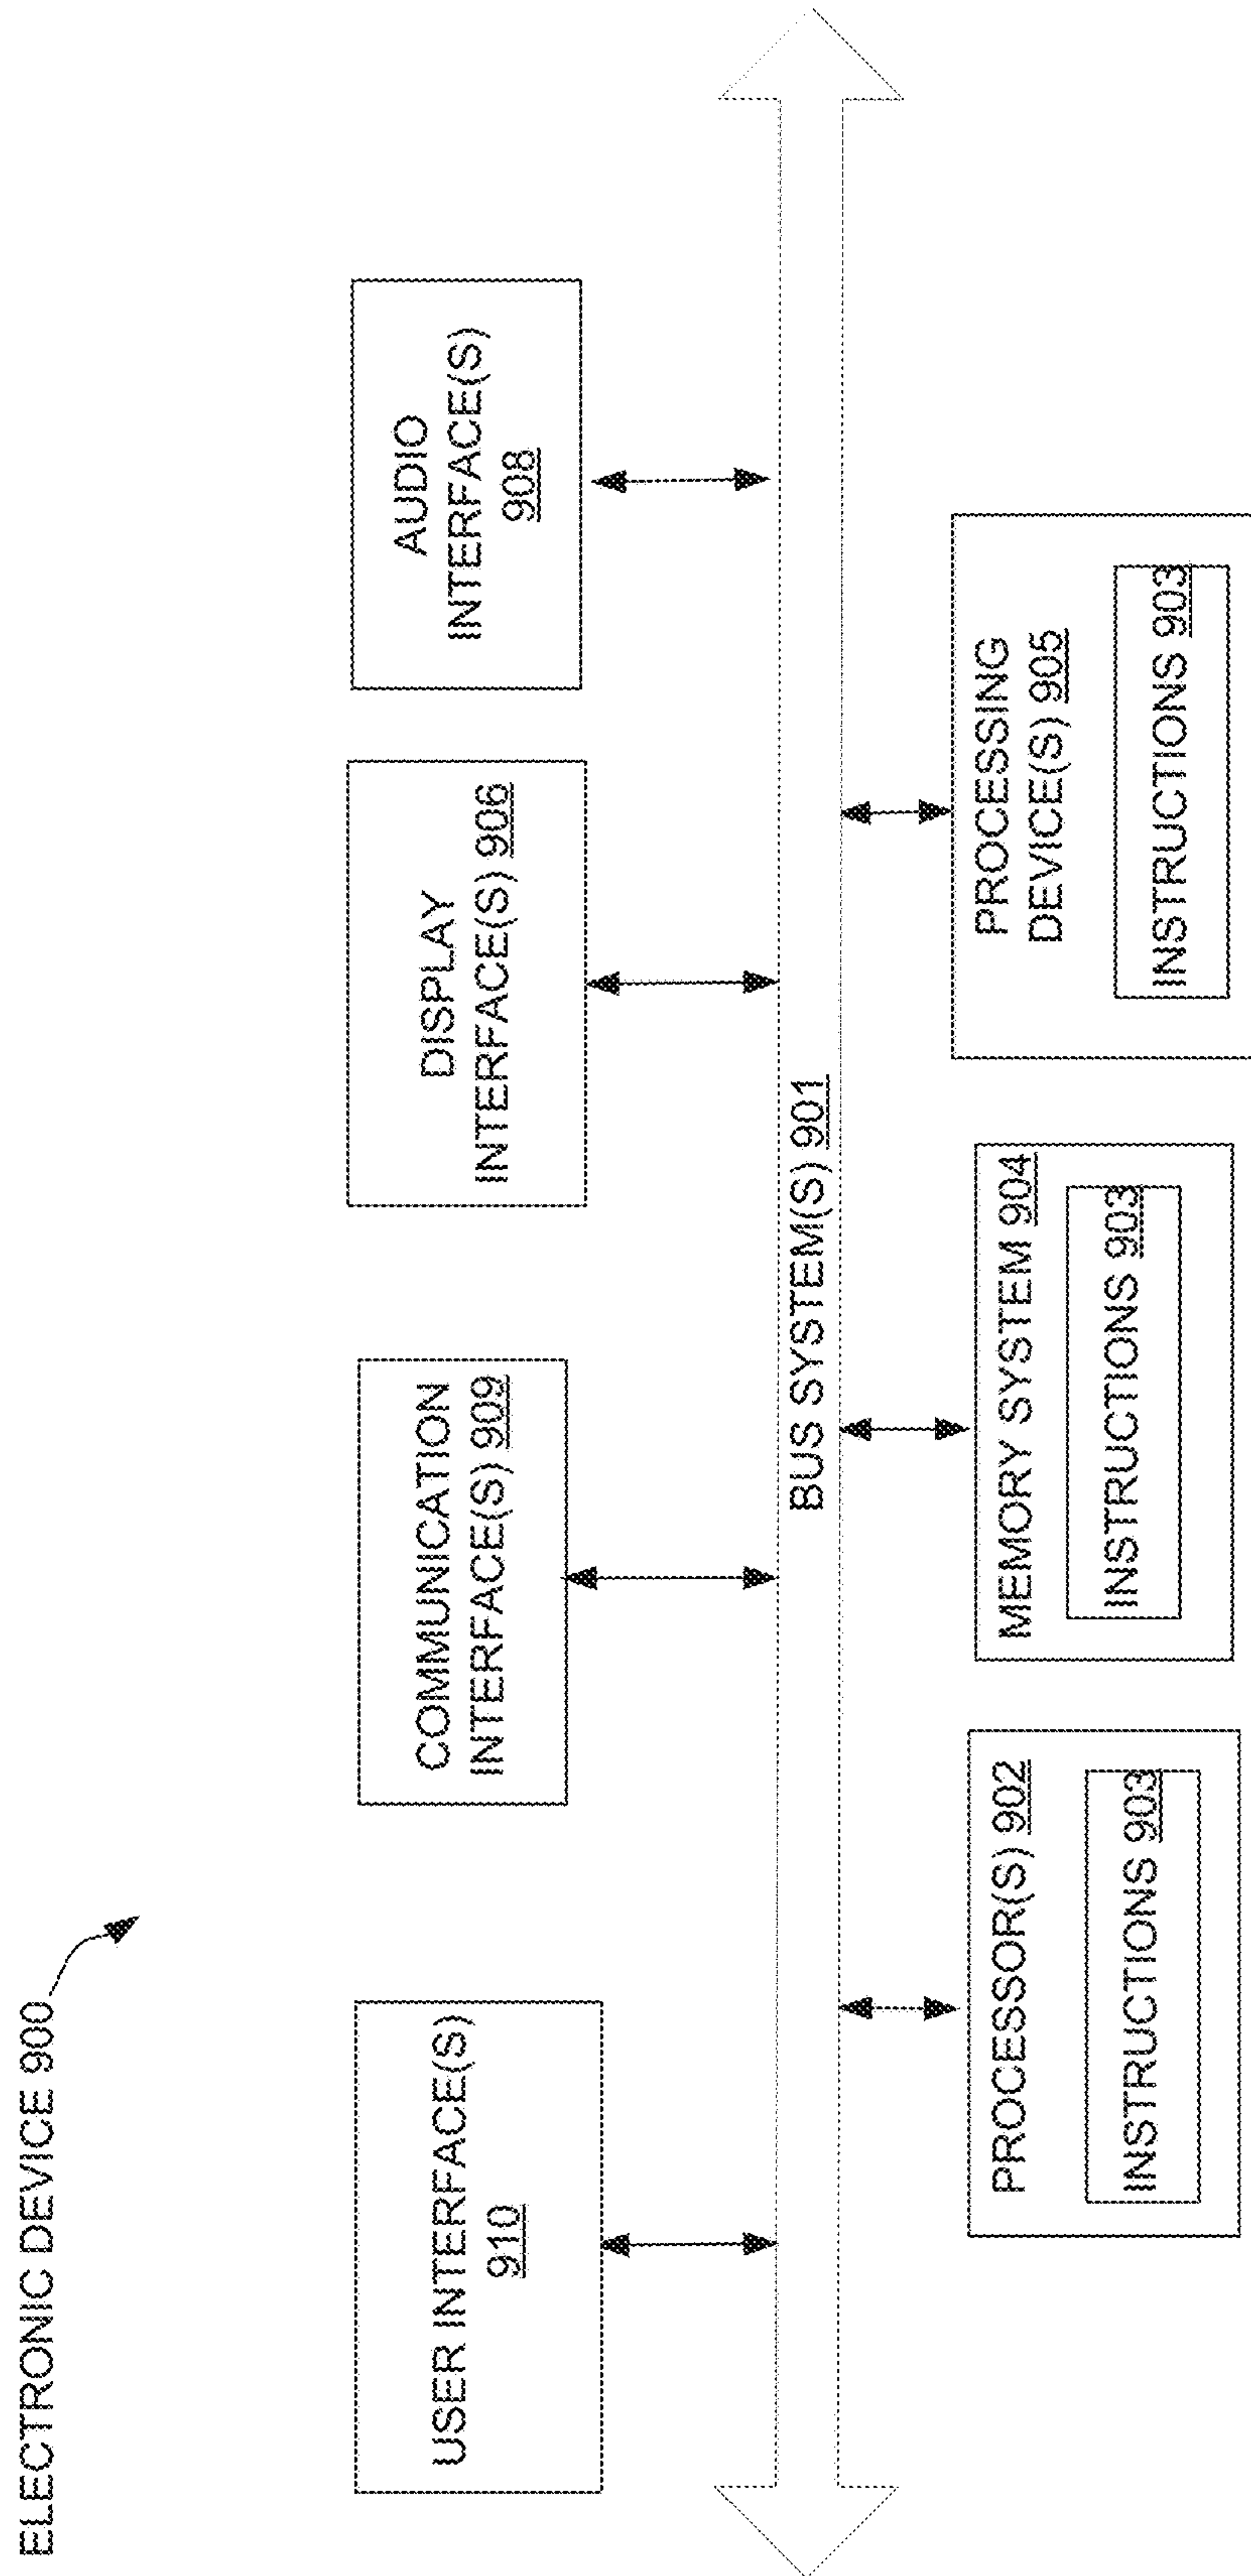 ELECTRONIC DEVICE 900
USER INTERFACE(S)
910
COMMUNICATION
INTERFACE(S) 909
DISPLAY
INTERFACE(S) 906
AUDIO
INTERFACE(S)
908
BUS SYSTEM(S) 901
PROCESSOR(S) 902
INSTRUCTIONS 903
MEMORY SYSTEM 904
INSTRUCTIONS 903
PROCESSING
DEVICE(S) 905
INSTRUCTIONS 903